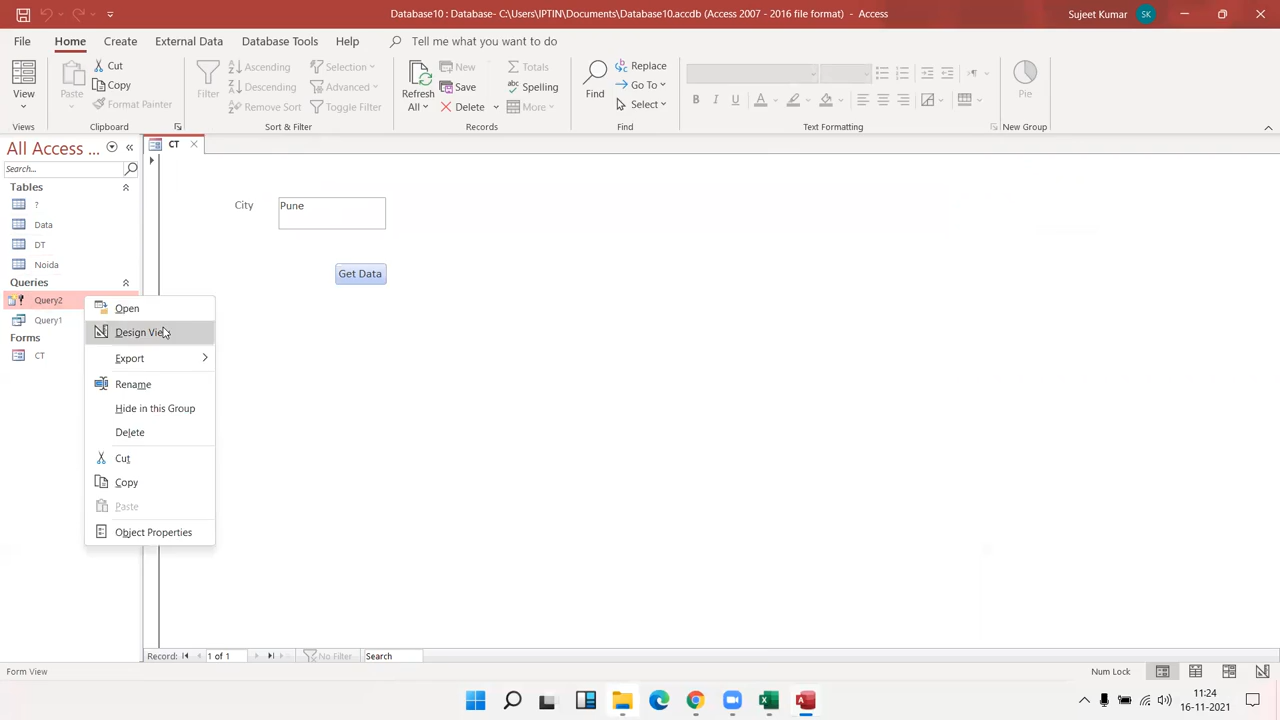 Database10 : Database- C:\Users\IPTIN\Documents\Database10.accdb (Access 2007 - 2016 file format) - Access
Sujeet Kumar
SK
File
Home
Create
External Data
Database Tools
Help
Tell me what you want to do
View
Views
Paste
Cut
Copy
Format Painter
Clipboard
Filter
Ascending
Descending
Remove Sort
Selection
Advanced
Toggle Filter
Sort & Filter
Refresh
All
New
Save
Delete
Totals
Spelling
More
Records
Find
Replace
Go To
Select
Find
B I U A
Text Formatting
Pie
New Group
All Access ...
Search...
Tables
?
Data
DT
Noida
Queries
Query2
Query1
Forms
CT
Open
Design View
Export
Rename
Hide in this Group
Delete
Cut
Copy
Paste
Object Properties
CT
City
Pune
Get Data
Record:
1 of 1
No Filter
Search
Form View
Num Lock
11:24
16-11-2021